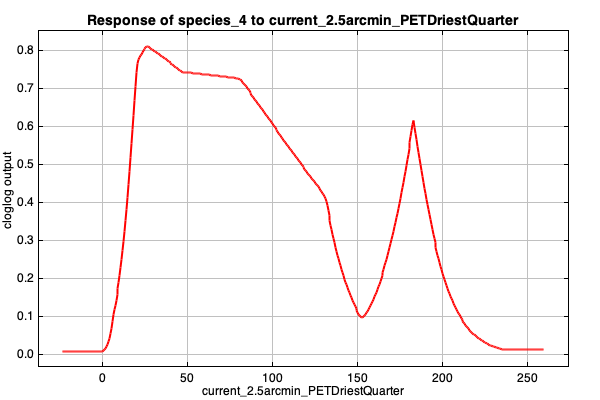 Response of species_4 to current_2.5arcmin_PETDriestQuarter
cloglog output
0.8
0.7
0.6
0.5
0.4
0.3
0.2
0.1
0.0
0 50 100 150 200 250
current_2.5arcmin_PETDriestQuarter